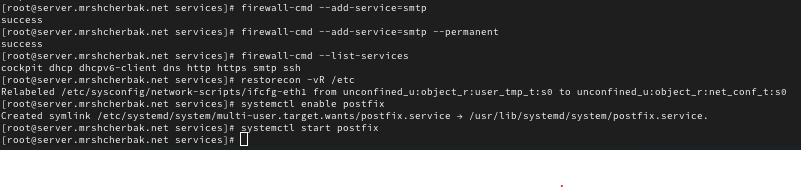 [root@server.mrshcherbak.net services]# firewall-cmd --add-service=smtp
success
[root@server.mrshcherbak.net services]# firewall-cmd --add-service=smtp --permanent
success
[root@server.mrshcherbak.net services]# firewall-cmd --list-services
cockpit dhcp dhcpv6-client dns http https smtp ssh
[root@server.mrshcherbak.net services]# restorecon -vR /etc
Relabeled /etc/sysconfig/network-scripts/ifcfg-eth1 from unconfined_u:object_r:user_tmp_t:s0 to unconfined_u:object_r:net_conf_t:s0
[root@server.mrshcherbak.net services]# systemctl enable postfix
Created symlink /etc/systemd/system/multi-user.target.wants/postfix.service → /usr/lib/systemd/system/postfix.service.
[root@server.mrshcherbak.net services]# systemctl start postfix
[root@server.mrshcherbak.net services]#